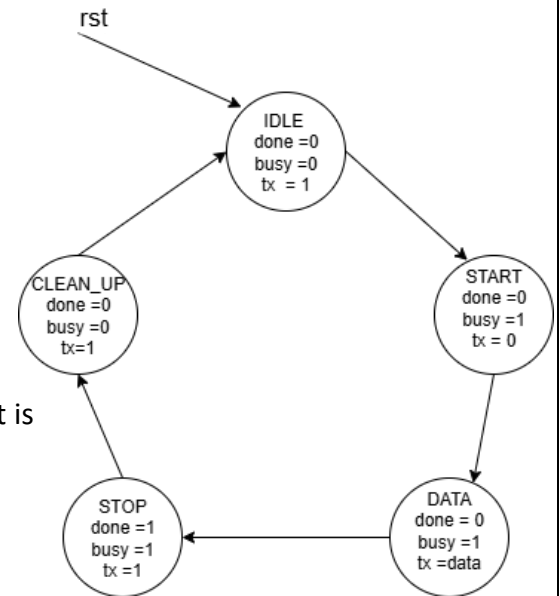 rst
IDLE
done =0
busy =0
tx = 1
CLEAN_UP
done =0
busy =0
tx=1
START
done =0
busy =1
tx = 0
t is
STOP
done =1
busy =1
tx =1
DATA
done = 0
busy =1
tx =data